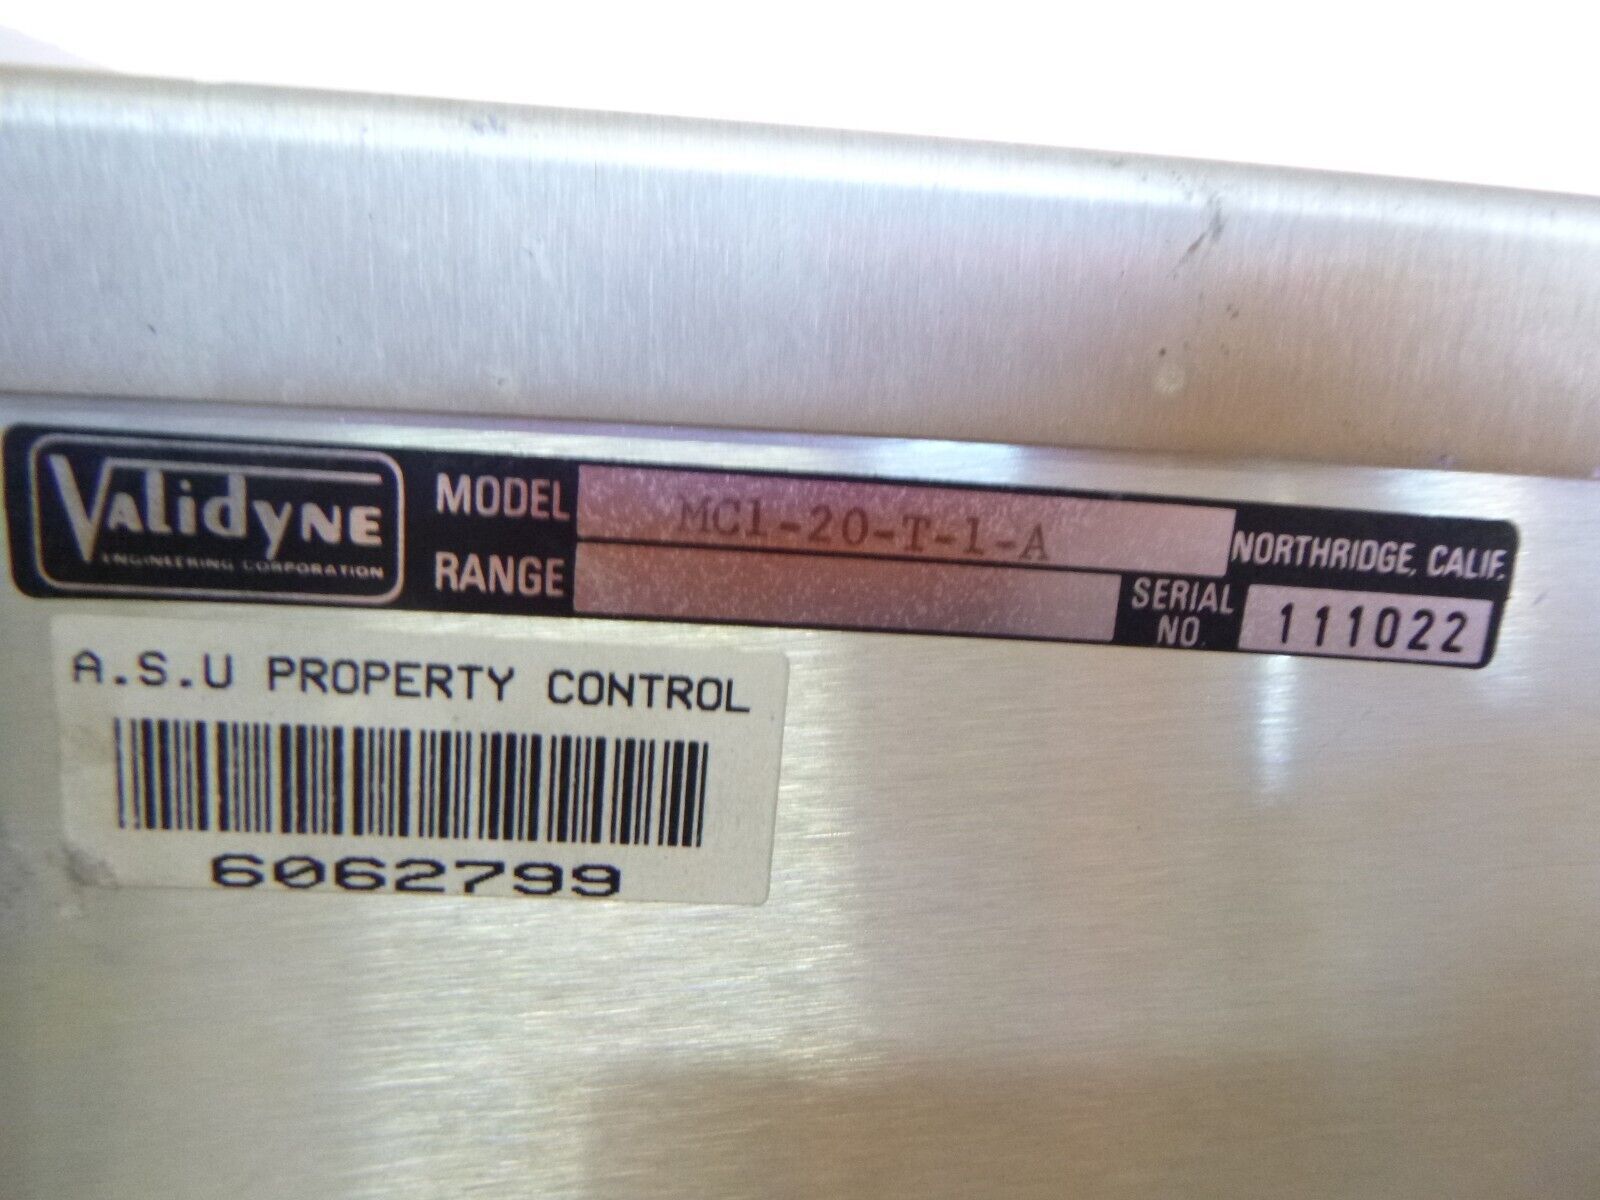 VALIDYNE
ENGINEERING CORPORATION
MODEL MC1-20-T-1-A
NORTHRIDGE, CALIF.
RANGE
SERIAL NO. 111022
A.S.U PROPERTY CONTROL
6062799